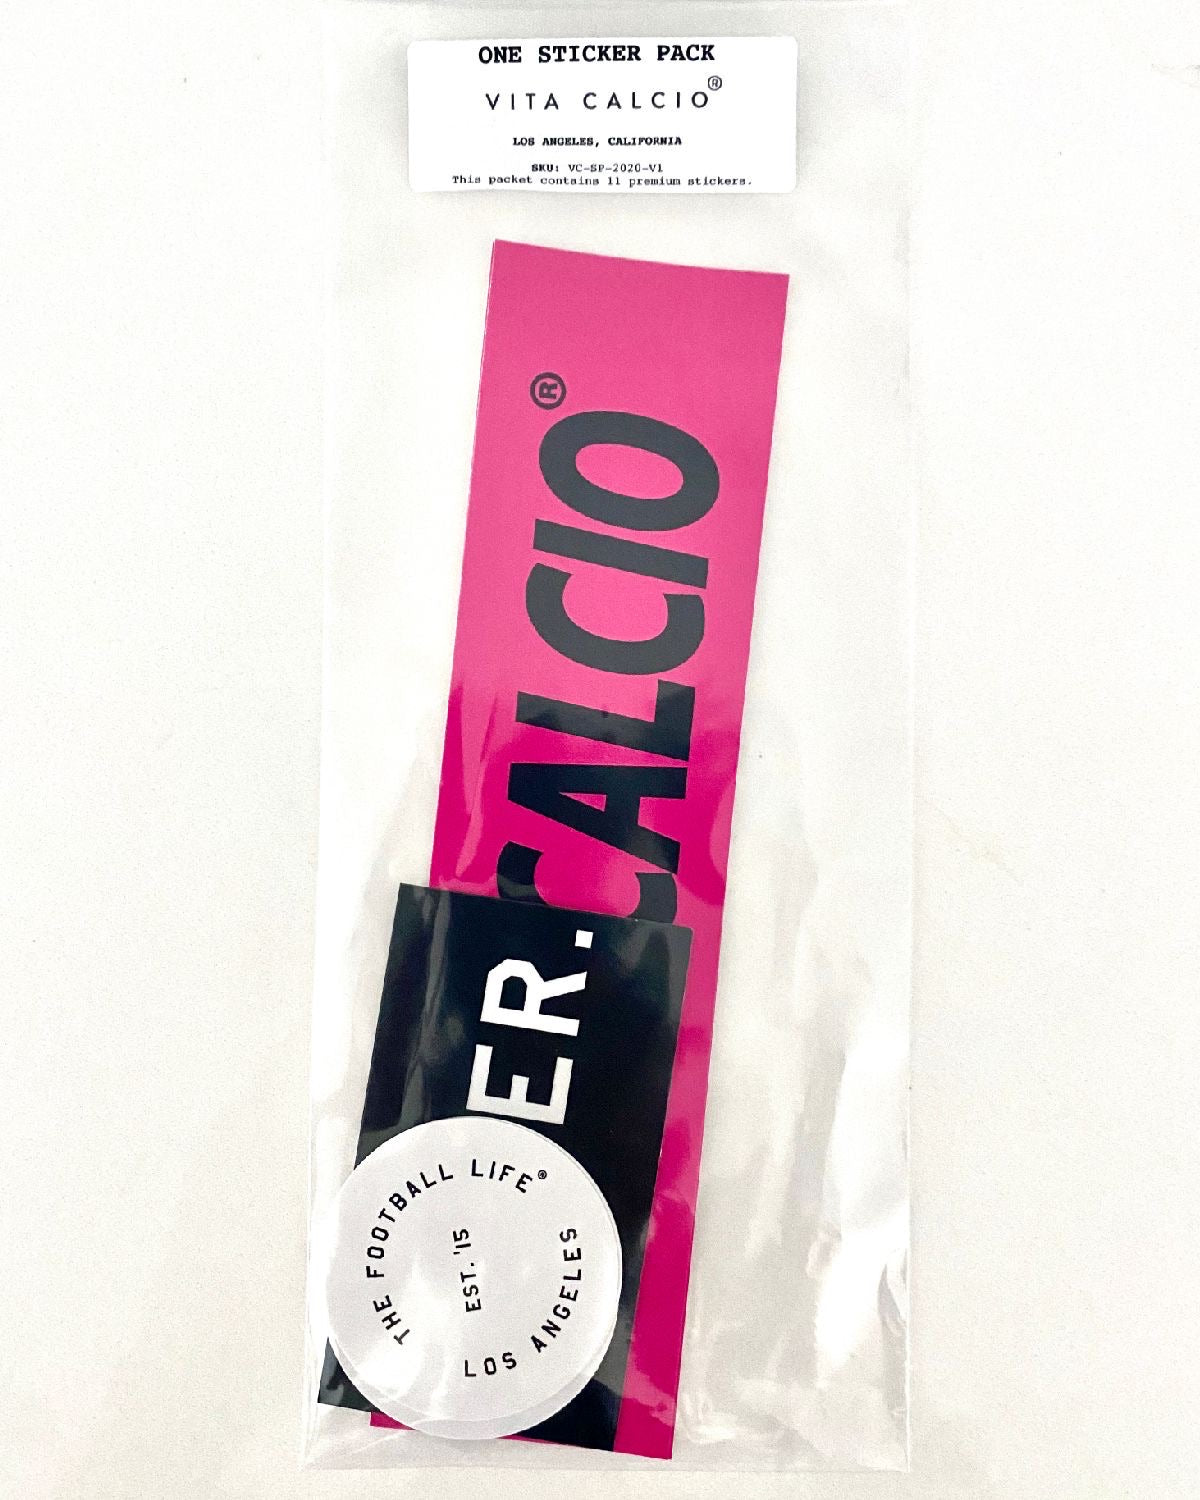 ONE STICKER PACK
VITA CALCIO®
LOS ANGELES, CALIFORNIA
SKU: VC-SP-2020-V1
This packet contains 11 premium stickers.
CALCIO®
ER.
THE FOOTBALL LIFE®
EST. '15
LOS ANGELES